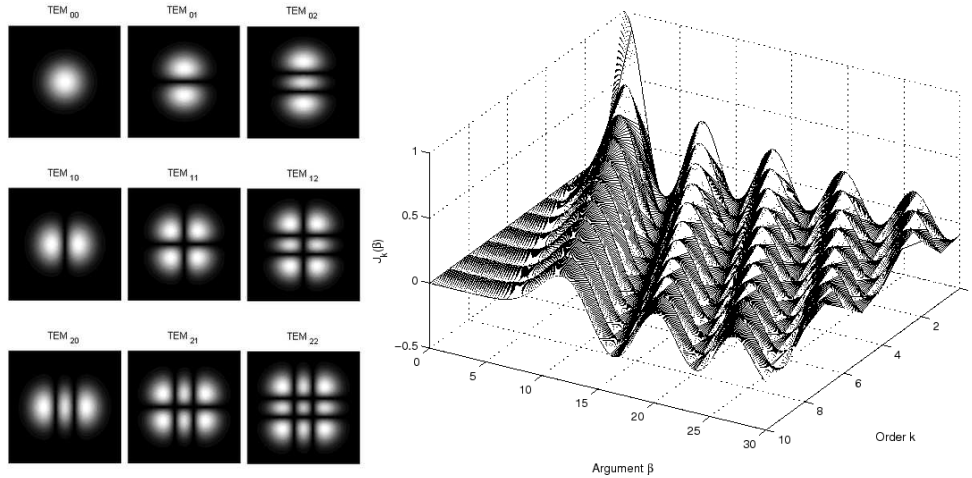 TEM 00
TEM 01
TEM 02
TEM 10
TEM 11
TEM 12
TEM 20
TEM 21
TEM 22
1
0.5
0
−0.5
J_k(β)
0
5
10
15
20
25
30
Argument β
2
4
6
8
10
Order k